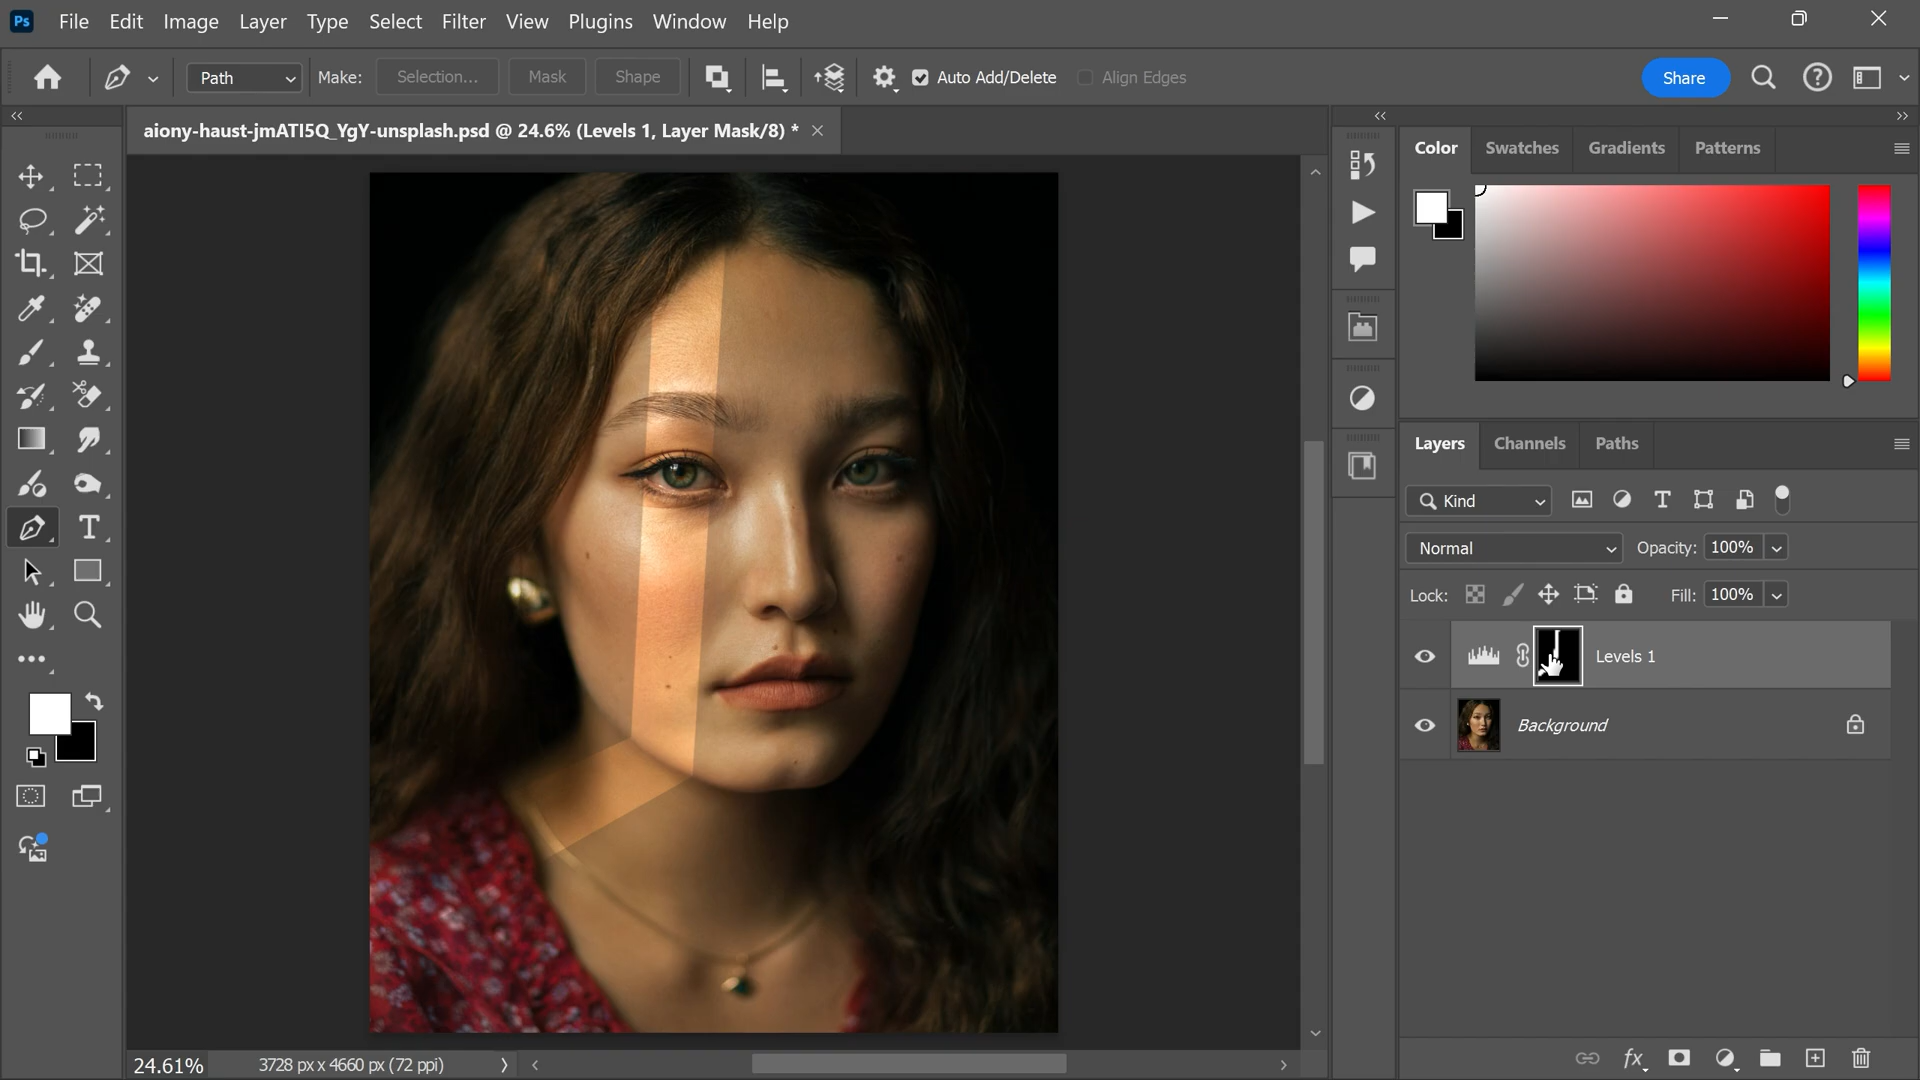 Ps File Edit Image Layer Type Select Filter View Plugins Window Help
Path Make: Selection... Mask Shape Auto Add/Delete Align Edges Share
aiony-haust-jmATI5Q_YgY-unsplash.psd @ 24.6% (Levels 1, Layer Mask/8) *
Color Swatches Gradients Patterns
Layers Channels Paths
Kind
Normal Opacity: 100%
Lock: Fill: 100%
Levels 1
Background
24.61% 3728 px x 4660 px (72 ppi)
fx